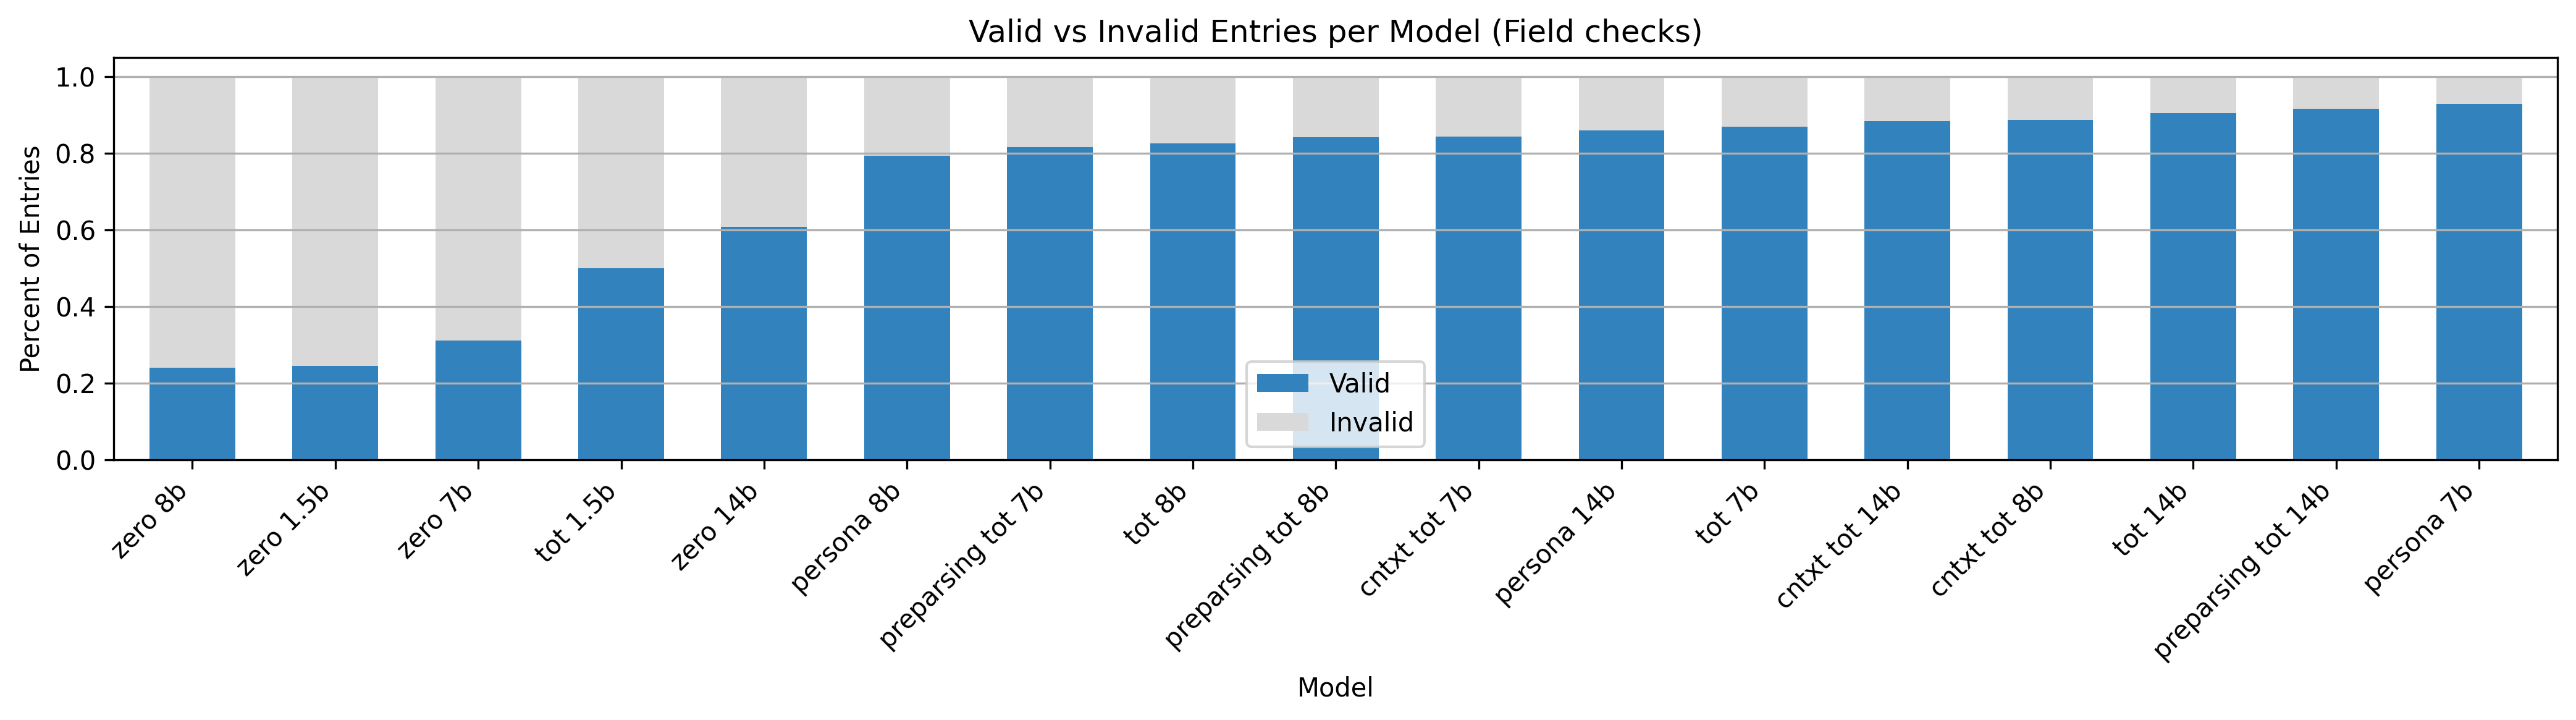 Valid vs Invalid Entries per Model (Field checks)
Percent of Entries
1.0
0.8
0.6
0.4
0.2
0.0
Valid
Invalid
zero 8b
zero 1.5b
zero 7b
tot 1.5b
zero 14b
persona 8b
preparsing tot 7b
tot 8b
preparsing tot 8b
cntxt tot 7b
persona 14b
tot 7b
cntxt tot 14b
cntxt tot 8b
tot 14b
preparsing tot 14b
persona 7b
Model